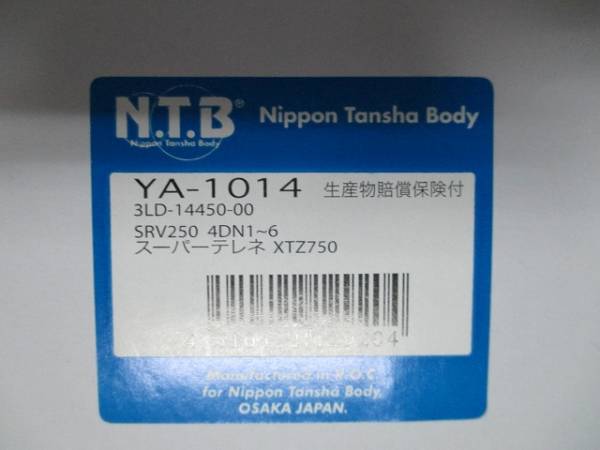 N.T.B®
Nippon Tansha Body
Nippon Tansha Body
YA-1014 生産物賠償保険付
3LD-14450-00
SRV250 4DN1~6
スーパーテレネ XTZ750
Manufactured in R.O.C
for Nippon Tansha Body.
OSAKA JAPAN.